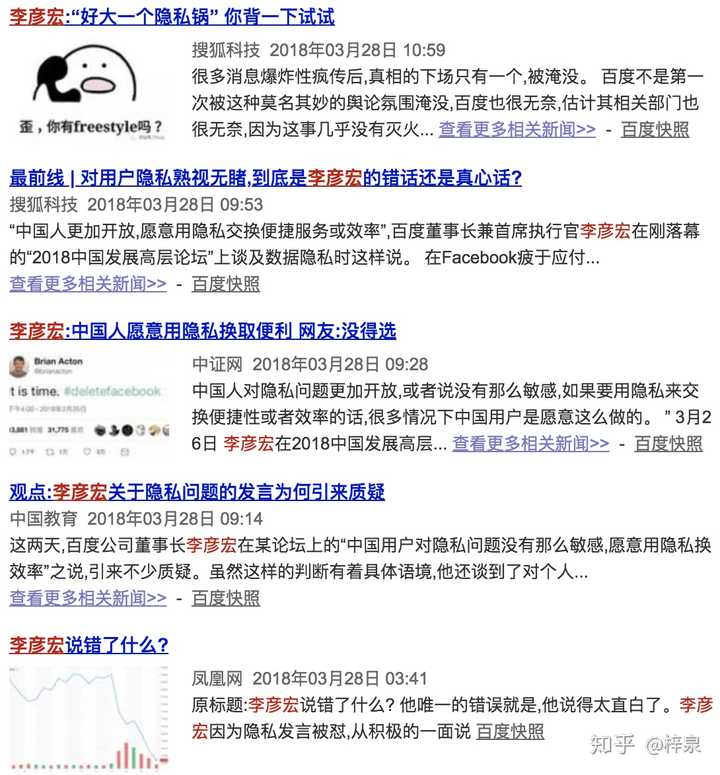 李彦宏:“好大一个隐私锅” 你背一下试试
搜狐科技 2018年03月28日 10:59
很多消息爆炸性疯传后,真相的下场只有一个,被淹没。 百度不是第一
次被这种莫名其妙的舆论氛围淹没,百度也很无奈,估计其相关部门也
很无奈,因为这事几乎没有灭火... 查看更多相关新闻>> - 百度快照
歪，你有freestyle吗？
最前线 | 对用户隐私熟视无睹,到底是李彦宏的错话还是真心话?
搜狐科技 2018年03月28日 09:53
“中国人更加开放,愿意用隐私交换便捷服务或效率”,百度董事长兼首席执行官李彦宏在刚落幕
的“2018中国发展高层论坛”上谈及数据隐私时这样说。 在Facebook疲于应付...
查看更多相关新闻>> - 百度快照
李彦宏:中国人愿意用隐私换取便利 网友:没得选
Brian Acton
@brianacton
t is time. #deletefacebook
中证网 2018年03月28日 09:28
中国人对隐私问题更加开放,或者说没有那么敏感,如果要用隐私来交
换便捷性或者效率的话,很多情况下中国用户是愿意这么做的。 ” 3月2
6日 李彦宏在2018中国发展高层... 查看更多相关新闻>> - 百度快照
观点:李彦宏关于隐私问题的发言为何引来质疑
中国教育 2018年03月28日 09:14
这两天,百度公司董事长李彦宏在某论坛上的“中国用户对隐私问题没有那么敏感,愿意用隐私换
效率”之说,引来不少质疑。虽然这样的判断有着具体语境,他还谈到了对个人...
查看更多相关新闻>> - 百度快照
李彦宏说错了什么?
凤凰网 2018年03月28日 03:41
原标题:李彦宏说错了什么? 他唯一的错误就是,他说得太直白了。李彦
宏因为隐私发言被怼,从积极的一面说 百度快照
知乎 @梓泉